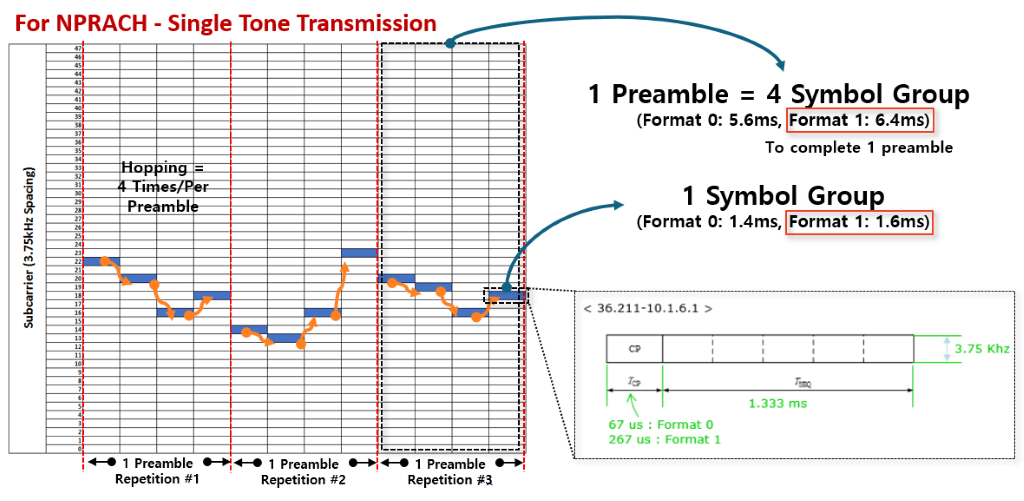 For NPRACH - Single Tone Transmission
Subcarrier (3.75kHz Spacing)
47
46
45
44
43
42
41
40
39
38
37
36
35
34
33
32
31
30
29
28
27
26
25
24
23
22
21
20
19
18
17
16
15
14
13
12
11
10
9
8
7
6
5
4
3
2
1
0
Hopping =
4 Times/Per
Preamble
1 Preamble
Repetition #1
1 Preamble
Repetition #2
1 Preamble
Repetition #3
1 Preamble = 4 Symbol Group
(Format 0: 5.6ms, Format 1: 6.4ms)
To complete 1 preamble
1 Symbol Group
(Format 0: 1.4ms, Format 1: 1.6ms)
< 36.211-10.1.6.1 >
CP
3.75 Khz
TCP
TSEQ
1.333 ms
67 us : Format 0
267 us : Format 1